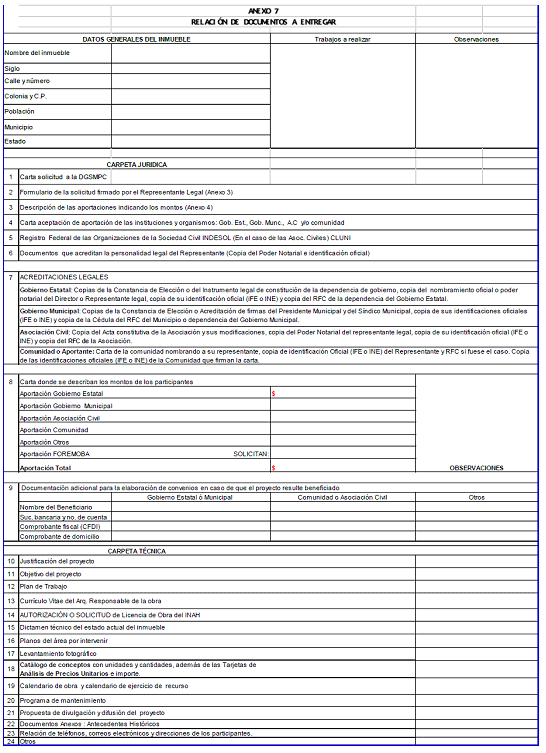 ANEXO 7
RELACIÓN DE DOCUMENTOS A ENTREGAR
DATOS GENERALES DEL INMUEBLE Trabajos a realizar Observaciones
Nombre del inmueble
Siglo
Calle y número
Colonia y C.P.
Población
Municipio
Estado
CARPETA JURIDICA
1 Carta solicitud a la DGSMPC
2 Formulario de la solicitud firmado por el Representante Legal (Anexo 3)
3 Descripción de las aportaciones indicando los montos (Anexo 4)
4 Carta aceptación de aportación de las instituciones y organismos: Gob. Est., Gob. Munc., A.C y/o comunidad
5 Registro Federal de las Organizaciones de la Sociedad Civil INDESOL (En el caso de las Asoc. Civiles) CLUNI
6 Documentos que acreditan la personalidad legal del Representante (Copia del Poder Notarial e identificación oficial)
7 ACREDITACIONES LEGALES
Gobierno Estatal: Copias de la Constancia de Elección o del Instrumento legal de constitución de la dependencia de gobierno, copia del nombramiento oficial o poder
notarial del Director o Representante legal, copia de su identificación oficial (IFE o INE) y copia del RFC de la dependencia del Gobierno Estatal.
Gobierno Municipal: Copias de la Constancia de Elección o Acreditación de firmas del Presidente Municipal y del Síndico Municipal, copia de sus identificaciones oficiales
(IFE o INE) y copia de la Cédula del RFC del Municipio o dependencia del Gobierno Municipal.
Asociación Civil: Copia del Acta constitutiva de la Asociación y sus modificaciones, copia del Poder Notarial del representante legal, copia de su identificación oficial (IFE o
INE) y copia del RFC de la Asociación.
Comunidad o Aportante: Carta de la comunidad nombrando a su representante, copia de identificación Oficial (IFE o INE) del Representante y RFC si fuese el caso. Copia
de las identificaciones oficiales (IFE o INE) de la Comunidad que firman la carta.
8 Carta donde se describan los montos de los participantes
Aportación Gobierno Estatal $
Aportación Gobierno Municipal
Aportación Asociación Civil
Aportación Comunidad
Aportación Otros
Aportación FOREMOBA SOLICITAN:
Aportación Total $ OBSERVACIONES
9 Documentación adicional para la elaboración de convenios en caso de que el proyecto resulte beneficiado
Gobierno Estatal ó Municipal Comunidad o Asociación Civil Otros
Nombre del Beneficiario
Suc. bancaria y no. de cuenta
Comprobante fiscal (CFDI)
Comprobante de domicilio
CARPETA TÉCNICA
10 Justificación del proyecto
11 Objetivo del proyecto
12 Plan de Trabajo
13 Currículo Vitae del Arq. Responsable de la obra
14 AUTORIZACIÓN O SOLICITUD de Licencia de Obra del INAH
15 Dictamen técnico del estado actual del inmueble
16 Planos del área por intervenir
17 Levantamiento fotográfico
18 Catálogo de conceptos con unidades y cantidades, además de las Tarjetas de
Análisis de Precios Unitarios e importe.
19 Calendario de obra y calendario de ejercicio de recurso
20 Programa de mantenimiento
21 Propuesta de divulgación y difusión del proyecto
22 Documentos Anexos : Antecedentes Históricos
23 Relación de teléfonos, correos electrónicos y direcciones de los participantes.
24 Otros